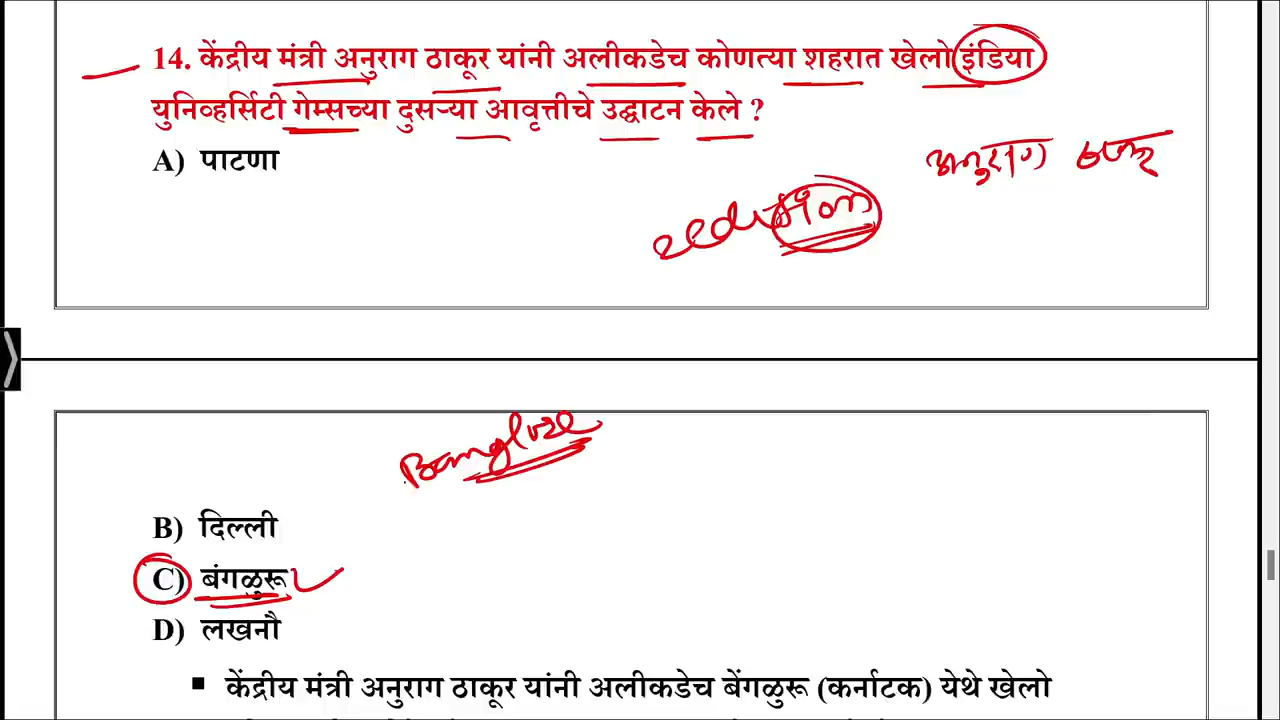 14. केंद्रीय मंत्री अनुराग ठाकूर यांनी अलीकडेच कोणत्या शहरात खेलो इंडिया
युनिव्हर्सिटी गेम्सच्या दुसऱ्या आवृत्तीचे उद्घाटन केले ?
A) पाटणा
अनुराग
Banglore
B) दिल्ली
C) बंगळुरू
D) लखनौ
▪ केंद्रीय मंत्री अनुराग ठाकूर यांनी अलीकडेच बेंगळुरू (कर्नाटक) येथे खेलो